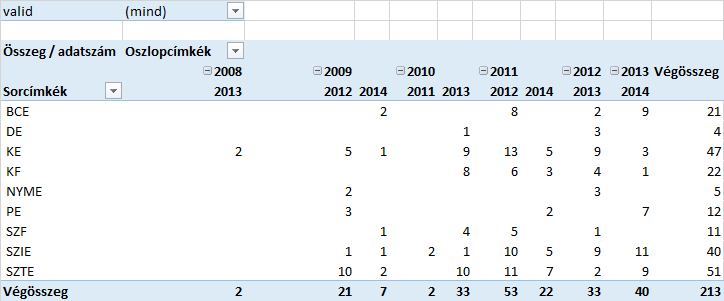 valid (mind)
Összeg / adatszám Oszlopcímkék
2008 2009 2010 2011 2012 2013 Végösszeg
Sorcímkék 2013 2012 2014 2011 2013 2012 2014 2013 2014
BCE 2 8 2 9 21
DE 1 3 4
KE 2 5 1 9 13 5 9 3 47
KF 8 6 3 4 1 22
NYME 2 3 5
PE 3 2 7 12
SZF 1 4 5 1 11
SZIE 1 1 2 1 10 5 9 11 40
SZTE 10 2 10 11 7 2 9 51
Végösszeg 2 21 7 2 33 53 22 33 40 213